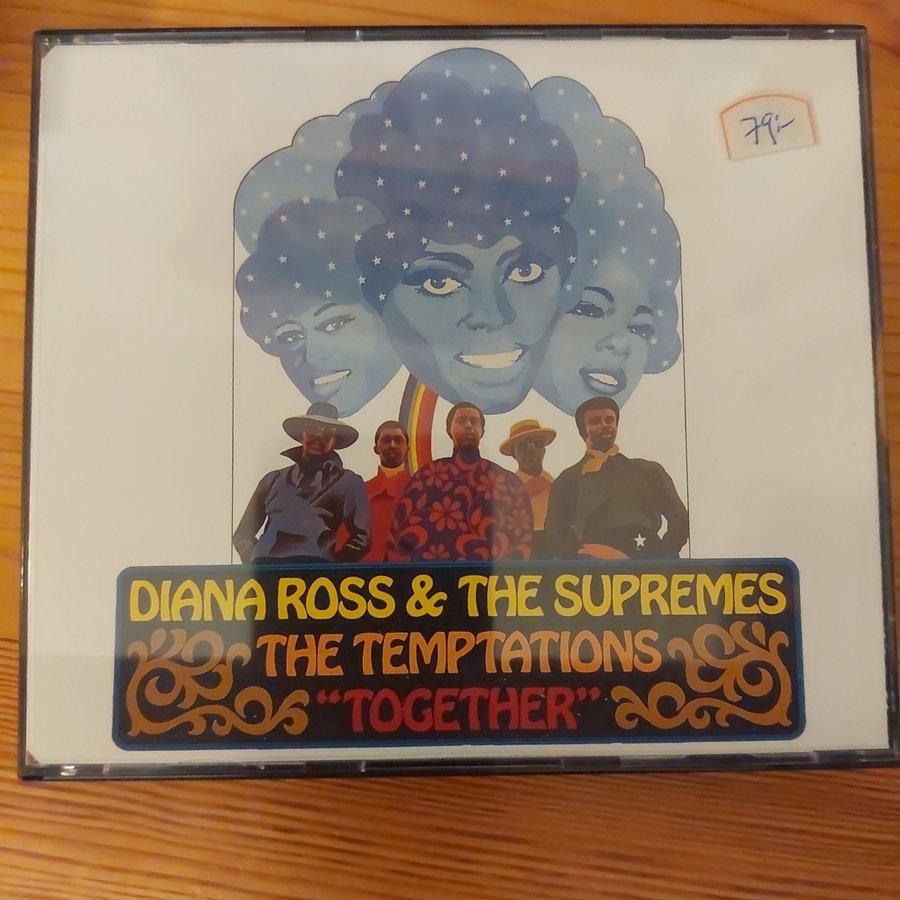 79:-
DIANA ROSS & THE SUPREMES
THE TEMPTATIONS
“TOGETHER”